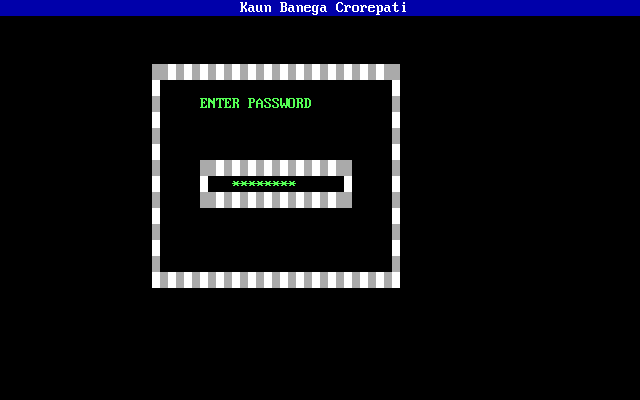 Kaun Banega Crorepati
ENTER PASSWORD
********